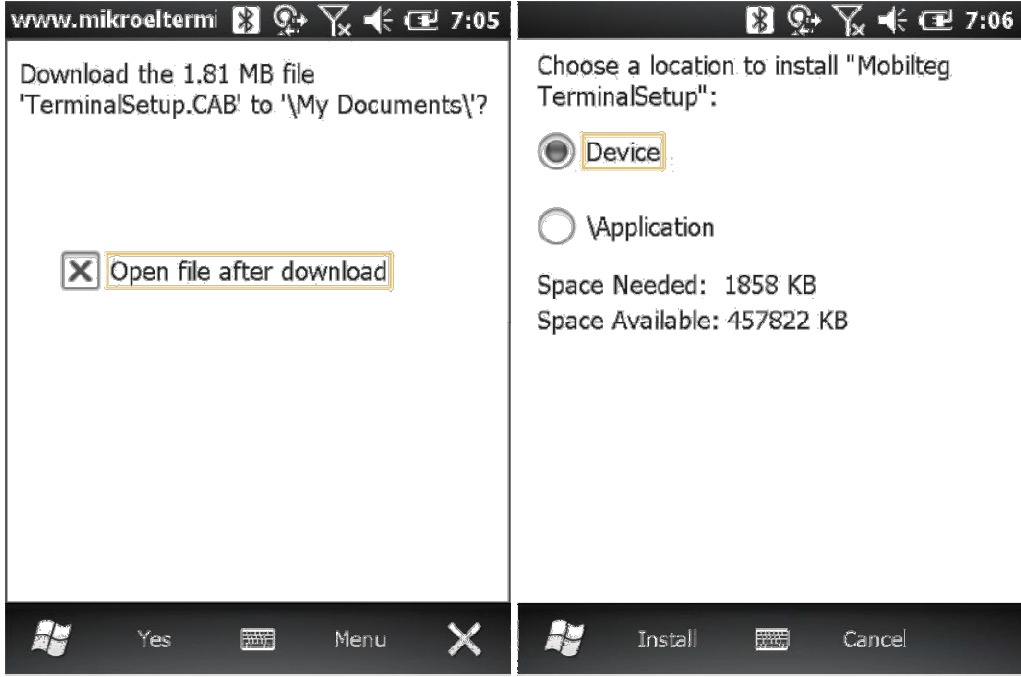 www.mikroeltermi
7:05
Download the 1.81 MB file
'TerminalSetup.CAB' to '\My Documents\'?
Open file after download
Yes
Menu
7:06
Choose a location to install "Mobilteg
TerminalSetup":
Device
\Application
Space Needed: 1858 KB
Space Available: 457822 KB
Install
Cancel